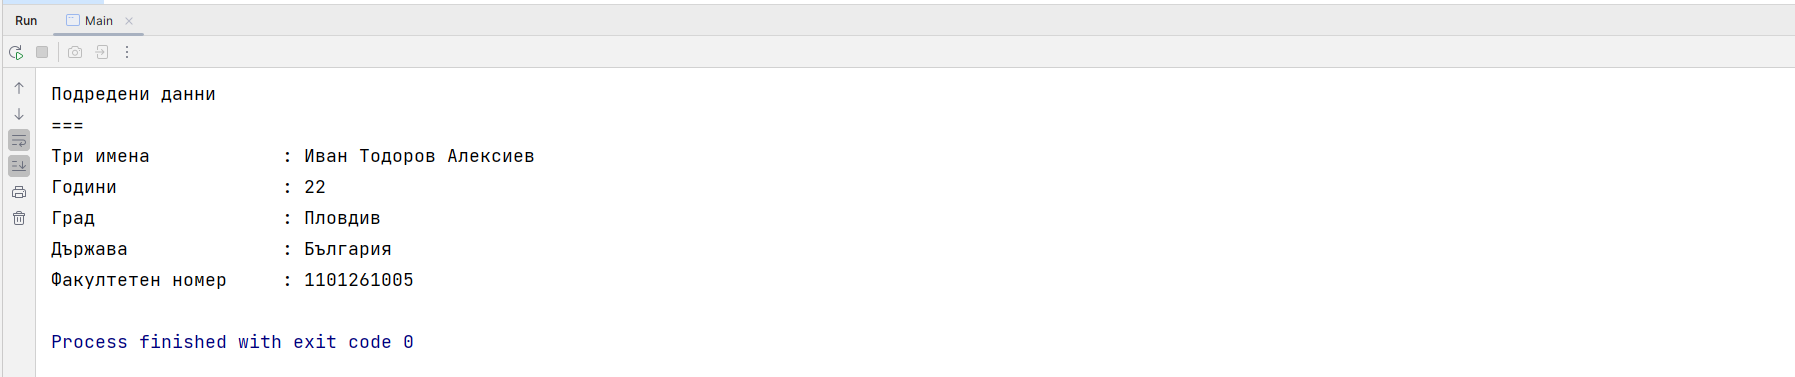 Run Main
Подредени данни
===
Три имена : Иван Тодоров Алексиев
Години : 22
Град : Пловдив
Държава : България
Факултетен номер : 1101261005
Process finished with exit code 0